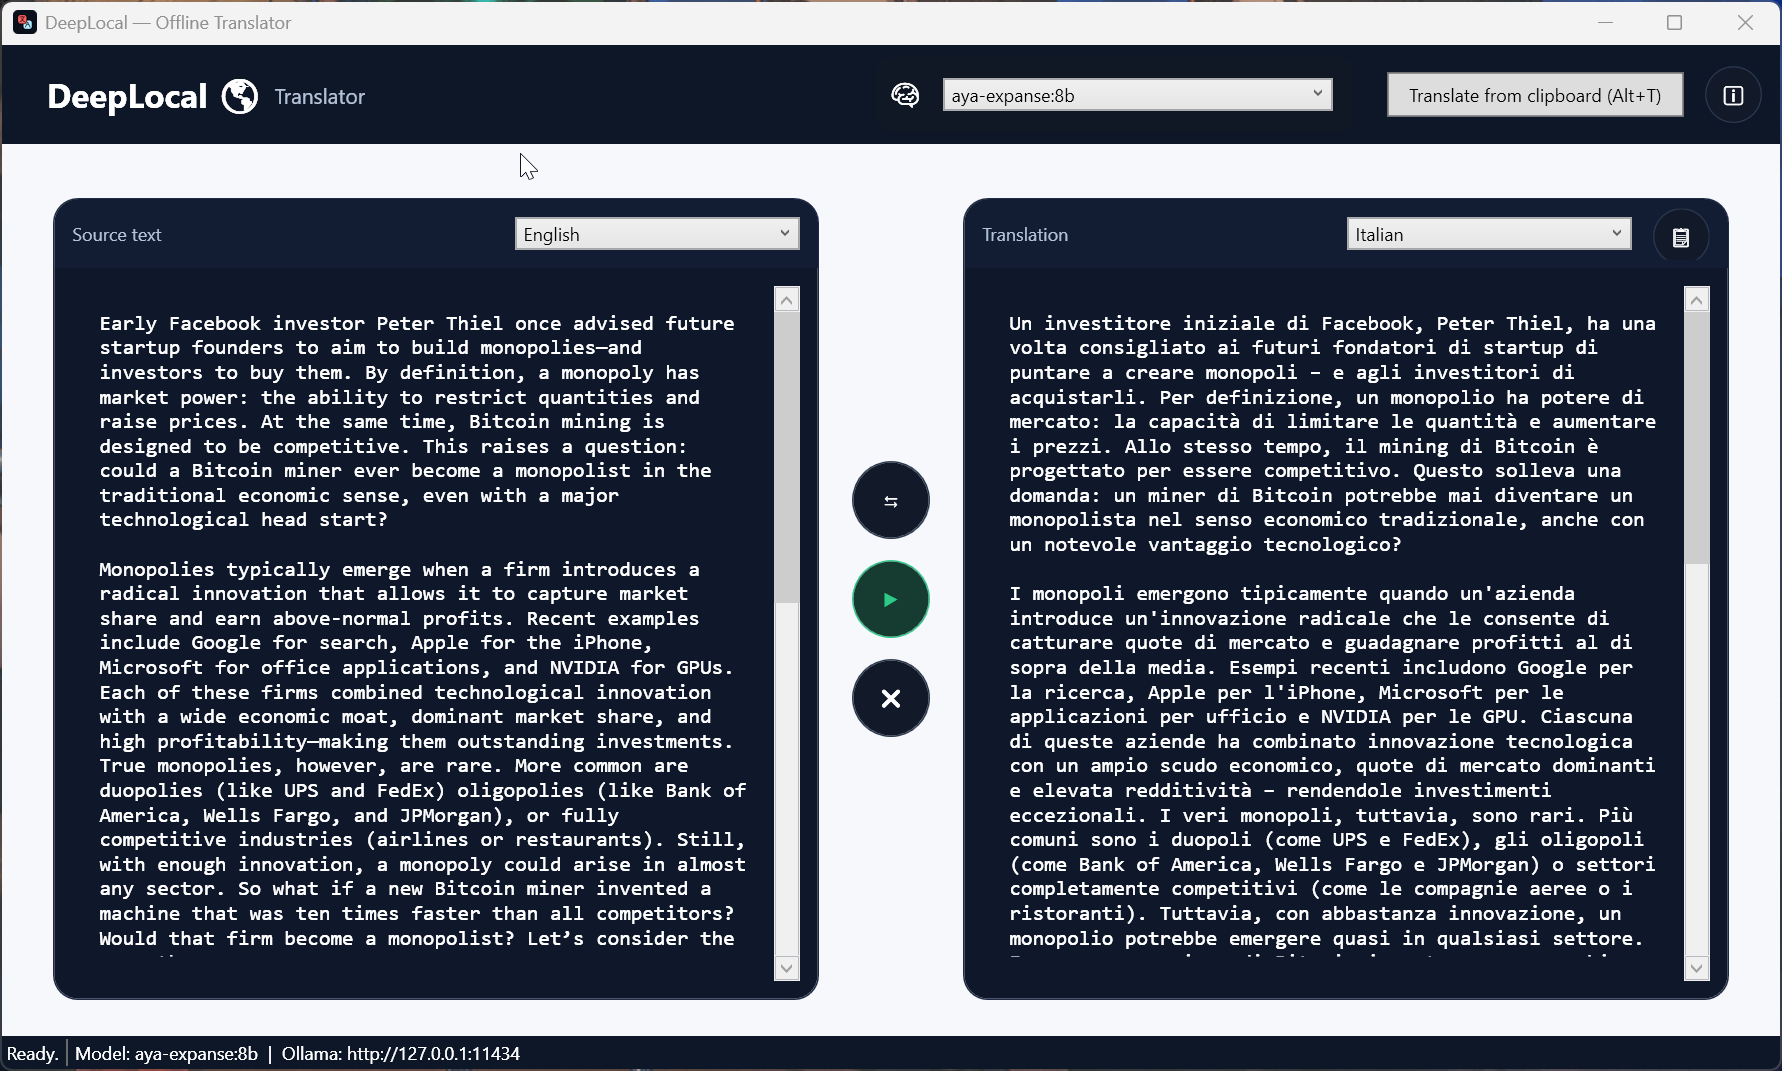 DeepLocal — Offline Translator
DeepLocal
Translator
aya-expanse:8b
Translate from clipboard (Alt+T)
Source text
English
Early Facebook investor Peter Thiel once advised future
startup founders to aim to build monopolies—and
investors to buy them. By definition, a monopoly has
market power: the ability to restrict quantities and
raise prices. At the same time, Bitcoin mining is
designed to be competitive. This raises a question:
could a Bitcoin miner ever become a monopolist in the
traditional economic sense, even with a major
technological head start?
Monopolies typically emerge when a firm introduces a
radical innovation that allows it to capture market
share and earn above-normal profits. Recent examples
include Google for search, Apple for the iPhone,
Microsoft for office applications, and NVIDIA for GPUs.
Each of these firms combined technological innovation
with a wide economic moat, dominant market share, and
high profitability—making them outstanding investments.
True monopolies, however, are rare. More common are
duopolies (like UPS and FedEx) oligopolies (like Bank of
America, Wells Fargo, and JPMorgan), or fully
competitive industries (airlines or restaurants). Still,
with enough innovation, a monopoly could arise in almost
any sector. So what if a new Bitcoin miner invented a
machine that was ten times faster than all competitors?
Would that firm become a monopolist? Let’s consider the
Translation
Italian
Un investitore iniziale di Facebook, Peter Thiel, ha una
volta consigliato ai futuri fondatori di startup di
puntare a creare monopoli – e agli investitori di
acquistarli. Per definizione, un monopolio ha potere di
mercato: la capacità di limitare le quantità e aumentare
i prezzi. Allo stesso tempo, il mining di Bitcoin è
progettato per essere competitivo. Questo solleva una
domanda: un miner di Bitcoin potrebbe mai diventare un
monopolista nel senso economico tradizionale, anche con
un notevole vantaggio tecnologico?
I monopoli emergono tipicamente quando un'azienda
introduce un'innovazione radicale che le consente di
catturare quote di mercato e guadagnare profitti al di
sopra della media. Esempi recenti includono Google per
la ricerca, Apple per l'iPhone, Microsoft per le
applicazioni per ufficio e NVIDIA per le GPU. Ciascuna
di queste aziende ha combinato innovazione tecnologica
con un ampio scudo economico, quote di mercato dominanti
e elevata redditività – rendendole investimenti
eccezionali. I veri monopoli, tuttavia, sono rari. Più
comuni sono i duopoli (come UPS e FedEx), gli oligopoli
(come Bank of America, Wells Fargo e JPMorgan) o settori
completamente competitivi (come le compagnie aeree o i
ristoranti). Tuttavia, con abbastanza innovazione, un
monopolio potrebbe emergere quasi in qualsiasi settore.
Ready. | Model: aya-expanse:8b | Ollama: http://127.0.0.1:11434